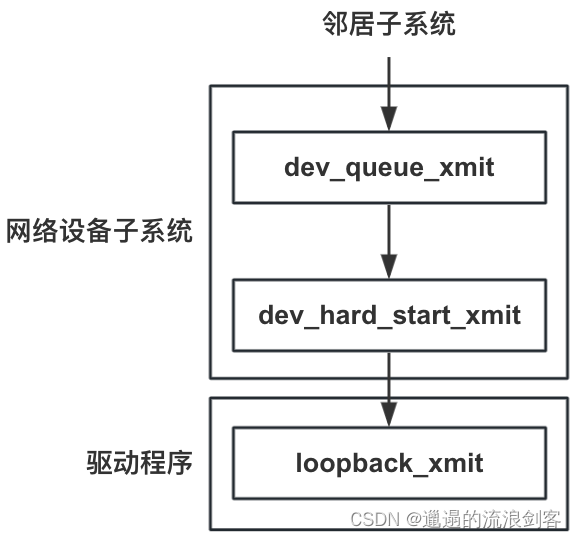 邻居子系统
dev_queue_xmit
网络设备子系统
dev_hard_start_xmit
驱动程序
loopback_xmit
CSDN @邋遢的流浪剑客